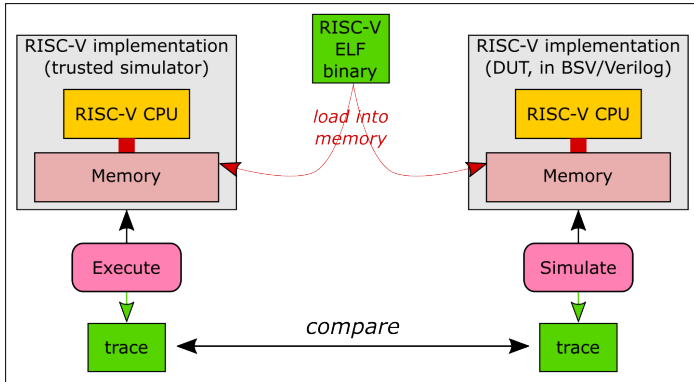 RISC-V implementation
(trusted simulator)
RISC-V CPU
Memory
RISC-V
ELF
binary
load into
memory
RISC-V implementation
(DUT, in BSV/Verilog)
RISC-V CPU
Memory
Execute
Simulate
trace
compare
trace